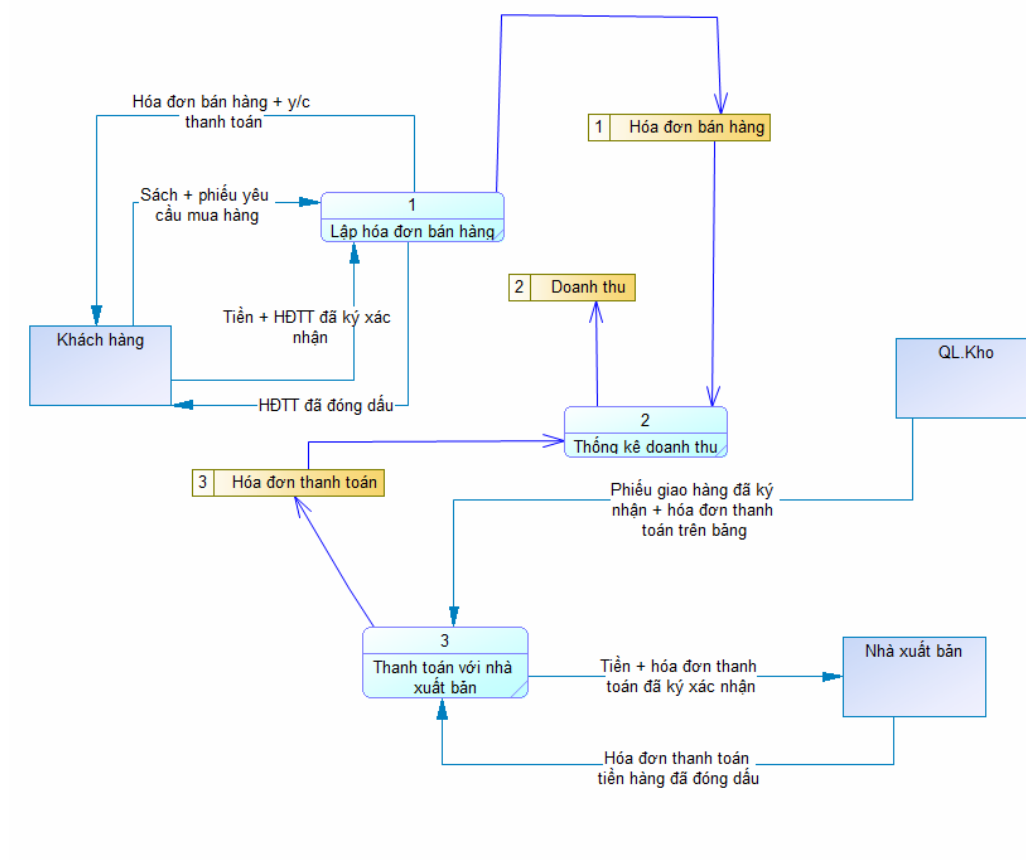 Hóa đơn bán hàng + y/c
thanh toán
1 Hóa đơn bán hàng
Sách + phiếu yêu
cầu mua hàng
1
Lập hóa đơn bán hàng
2 Doanh thu
Tiền + HĐTT đã ký xác
nhận
Khách hàng
QL.Kho
HĐTT đã đóng dấu
2
Thống kê doanh thu
3 Hóa đơn thanh toán
Phiếu giao hàng đã ký
nhận + hóa đơn thanh
toán trên bảng
3
Thanh toán với nhà
xuất bản
Tiền + hóa đơn thanh
toán đã ký xác nhận
Nhà xuất bản
Hóa đơn thanh toán
tiền hàng đã đóng dấu